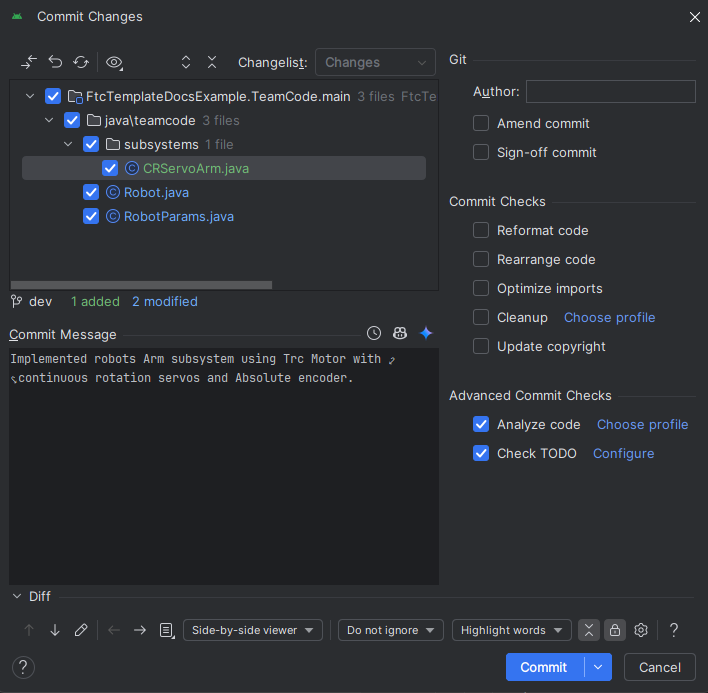 Commit Changes
Changelist: Changes
FtcTemplateDocsExample.TeamCode.main 3 files FtcTe
java\teamcode 3 files
subsystems 1 file
CRServoArm.java
Robot.java
RobotParams.java
dev 1 added 2 modified
Commit Message
Implemented robots Arm subsystem using Trc Motor with
continuous rotation servos and Absolute encoder.
Git
Author:
Amend commit
Sign-off commit
Commit Checks
Reformat code
Rearrange code
Optimize imports
Cleanup Choose profile
Update copyright
Advanced Commit Checks
Analyze code Choose profile
Check TODO Configure
Diff
Side-by-side viewer Do not ignore Highlight words ?
? Commit Cancel